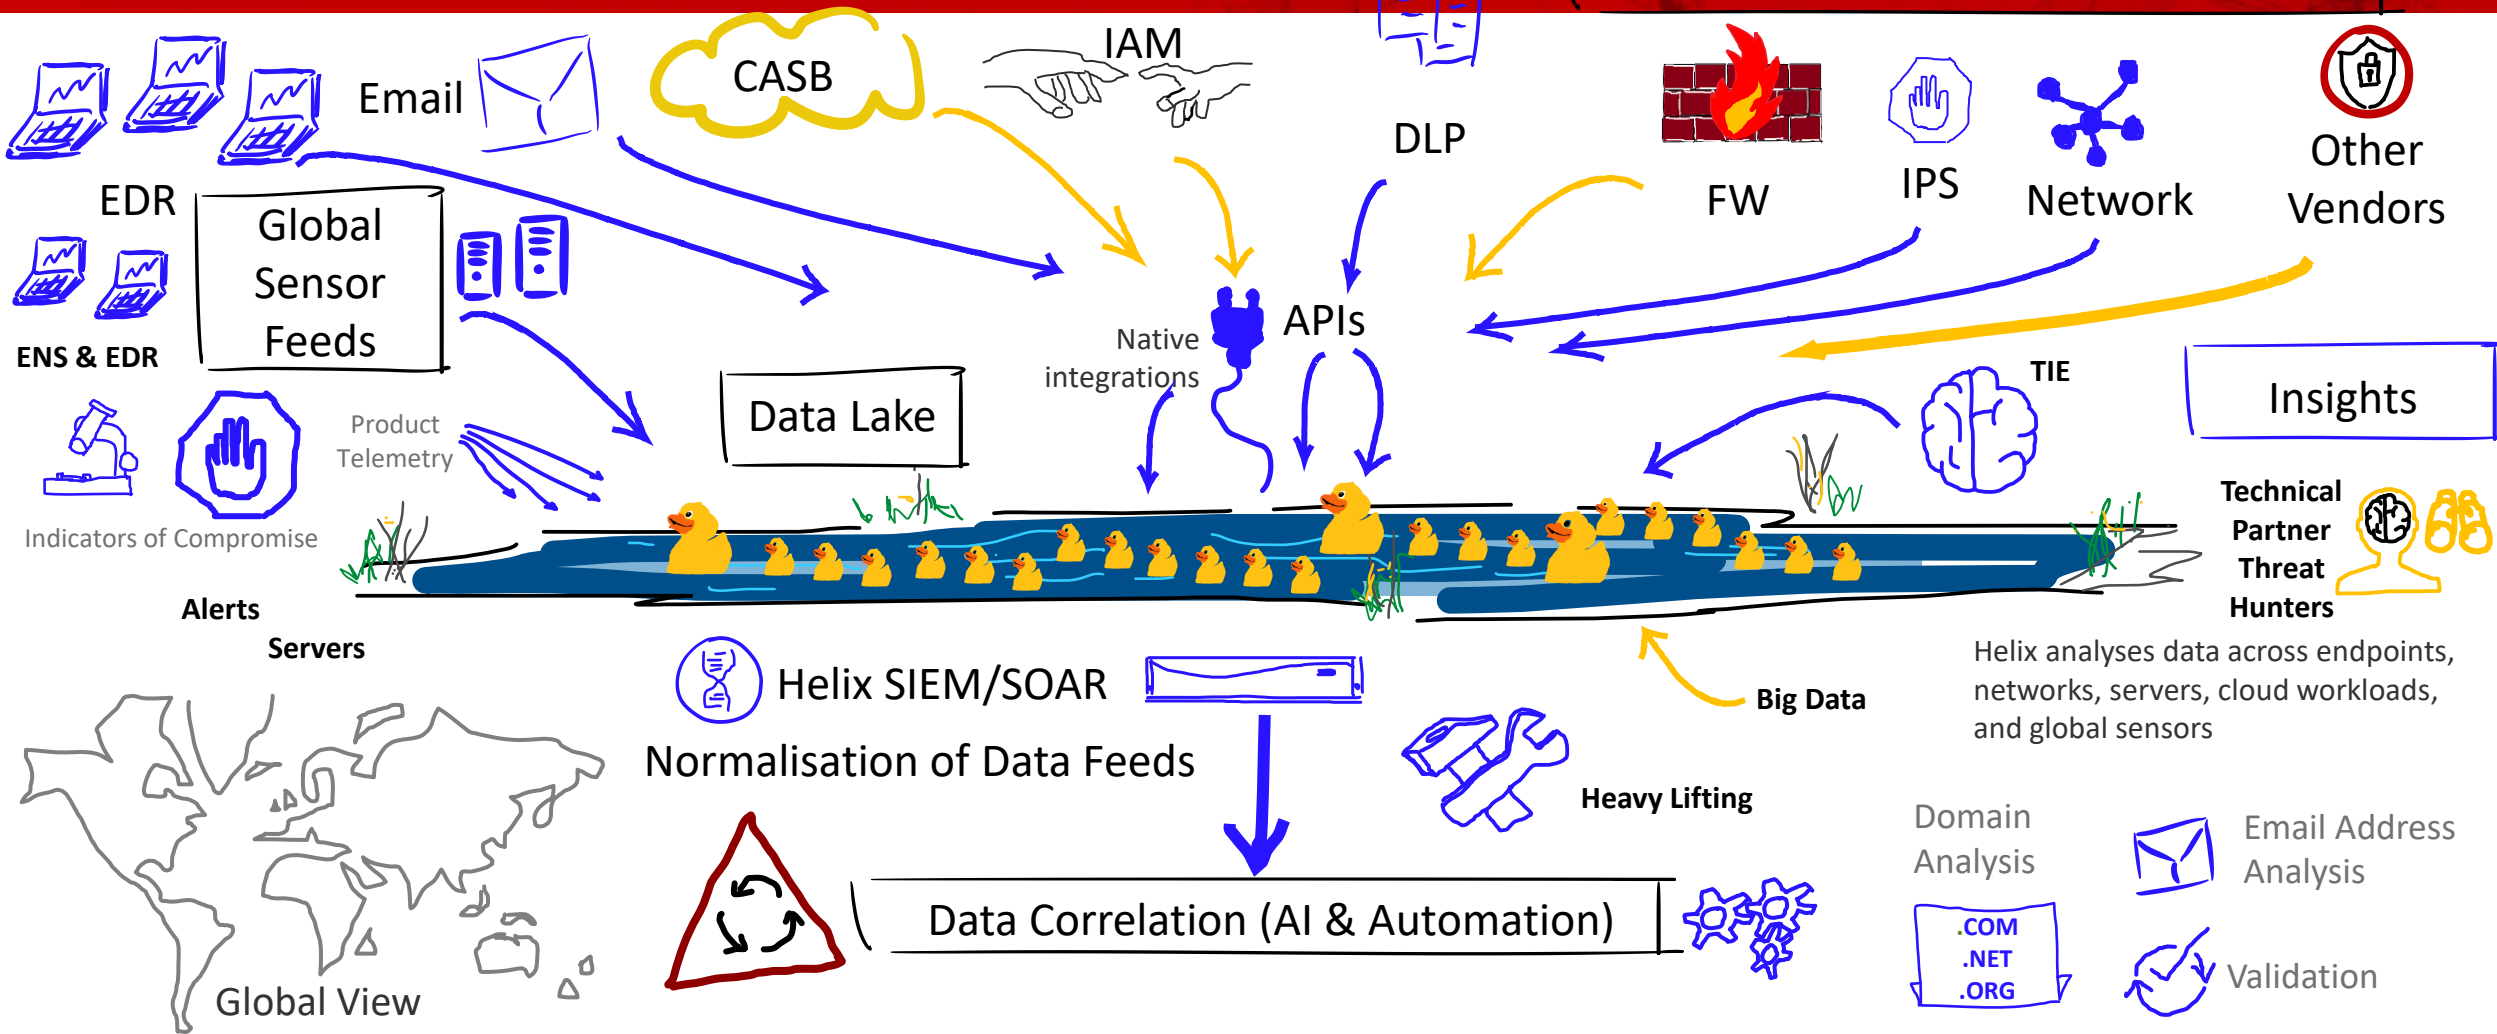 EDR
Email
CASB
IAM
DLP
FW
IPS
Network
Other
Vendors
Global
Sensor
Feeds
ENS & EDR
Native
integrations
APIs
TIE
Insights
Data Lake
Product
Telemetry
Indicators of Compromise
Alerts
Servers
Technical
Partner
Threat
Hunters
Helix SIEM/SOAR
Normalisation of Data Feeds
Big Data
Heavy Lifting
Helix analyses data across endpoints,
networks, servers, cloud workloads,
and global sensors
Global View
Data Correlation (AI & Automation)
Domain
Analysis
Email Address
Analysis
.COM
.NET
.ORG
Validation